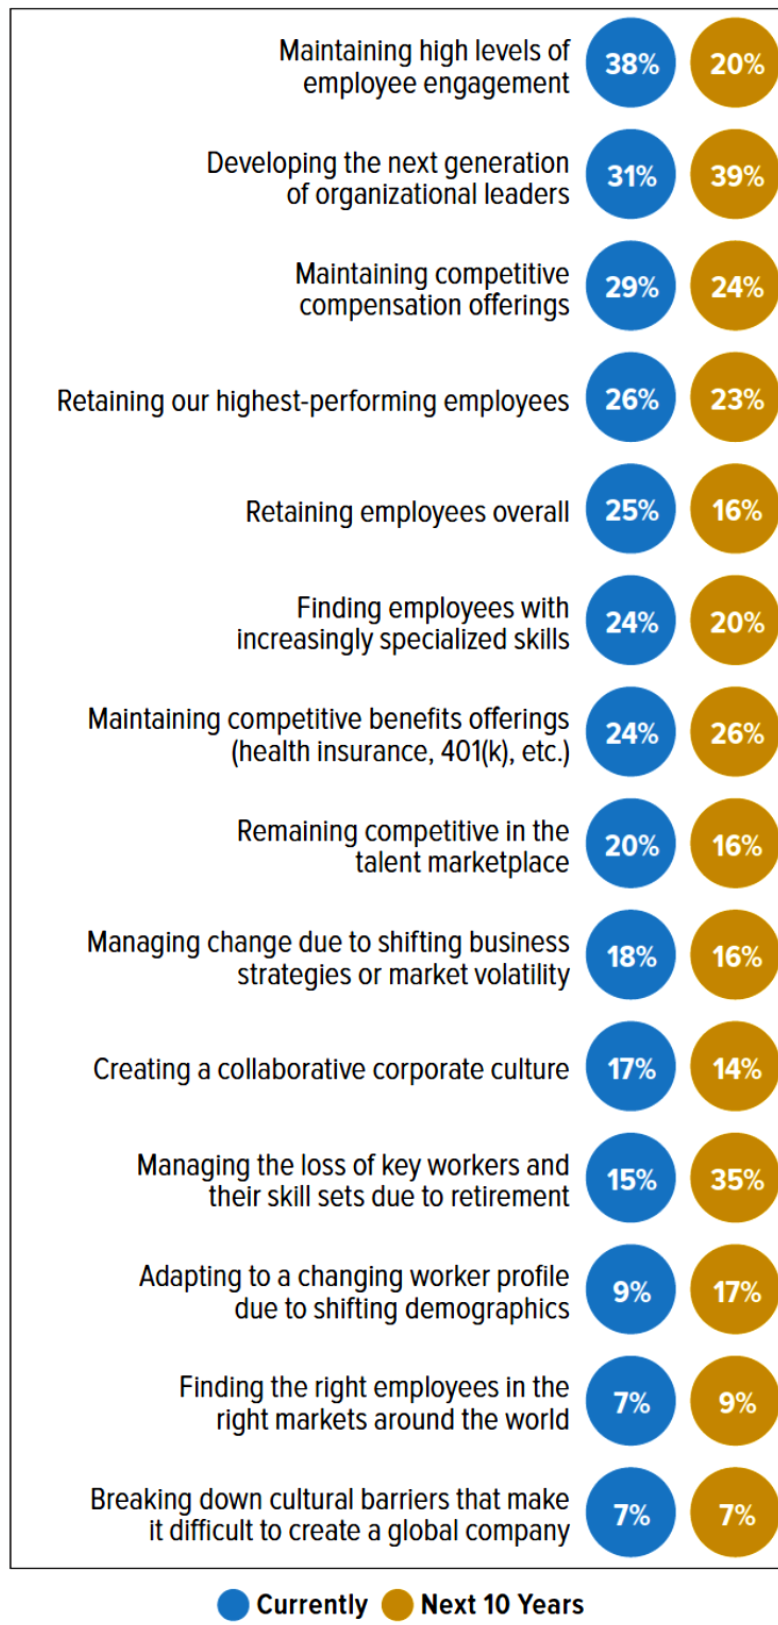 Maintaining high levels of
employee engagement
38% 20%
Developing the next generation
of organizational leaders
31% 39%
Maintaining competitive
compensation offerings
29% 24%
Retaining our highest-performing employees 26% 23%
Retaining employees overall 25% 16%
Finding employees with
increasingly specialized skills
24% 20%
Maintaining competitive benefits offerings
(health insurance, 401(k), etc.)
24% 26%
Remaining competitive in the
talent marketplace
20% 16%
Managing change due to shifting business
strategies or market volatility
18% 16%
Creating a collaborative corporate culture 17% 14%
Managing the loss of key workers and
their skill sets due to retirement
15% 35%
Adapting to a changing worker profile
due to shifting demographics
9% 17%
Finding the right employees in the
right markets around the world
7% 9%
Breaking down cultural barriers that make
it difficult to create a global company
7% 7%
Currently Next 10 Years